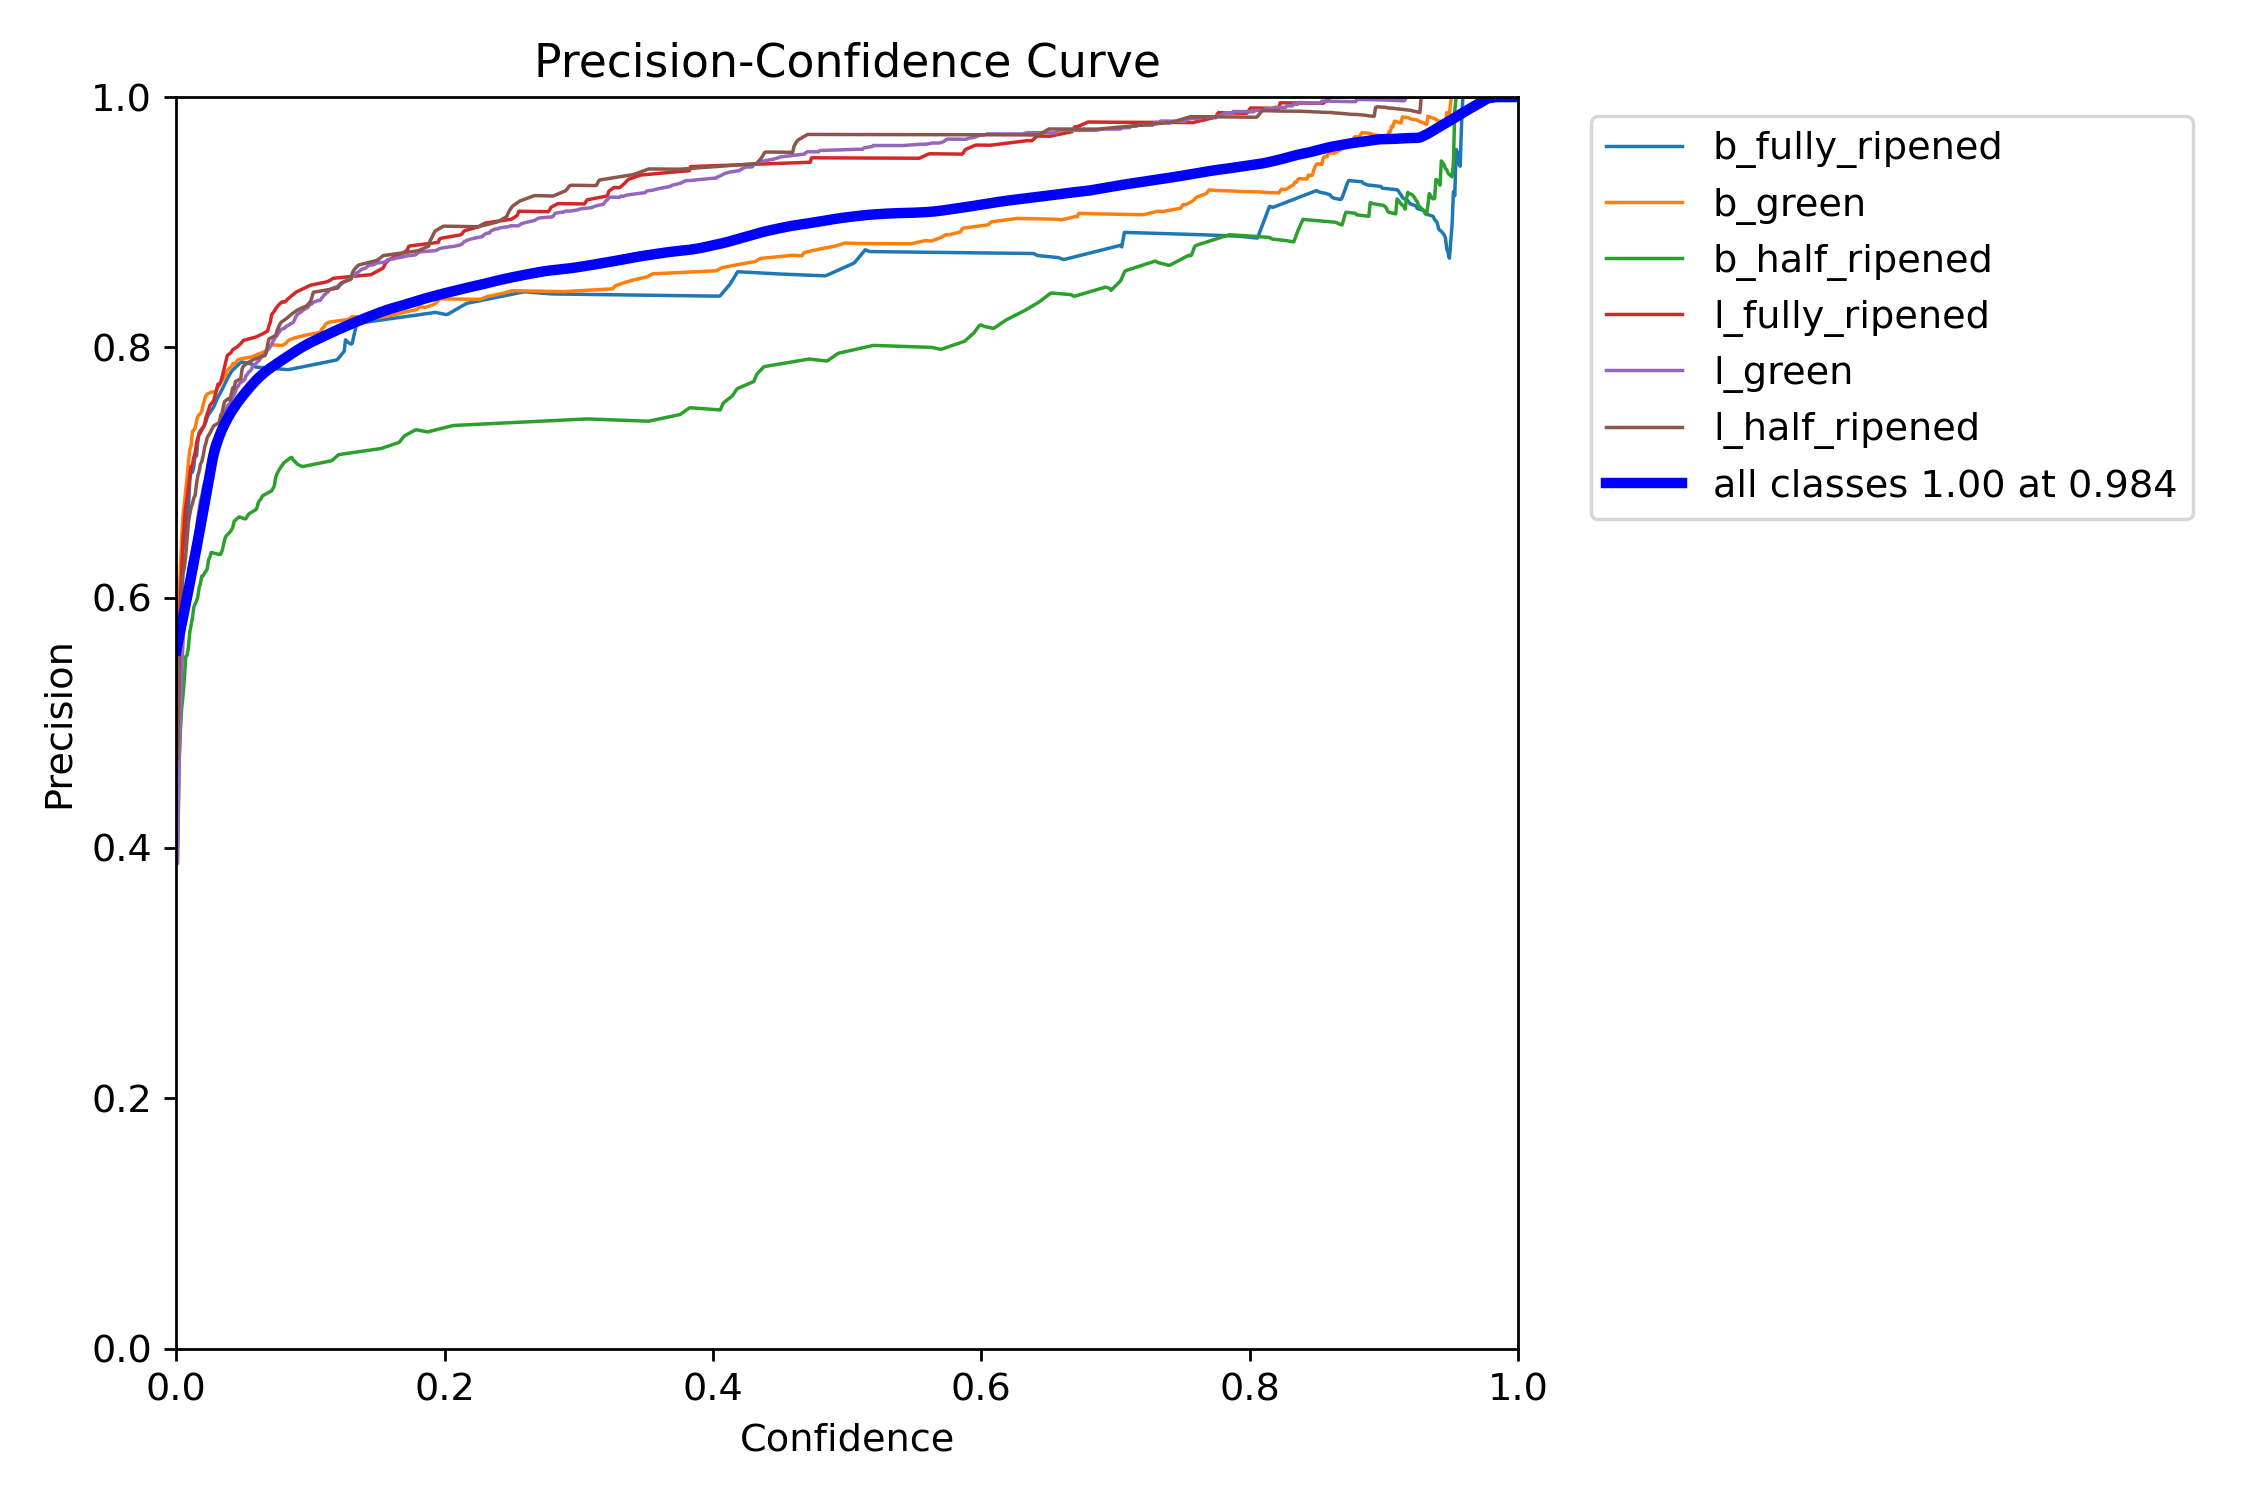 Precision-Confidence Curve
1.0
0.8
0.6
0.4
0.2
0.0
Precision
0.0 0.2 0.4 0.6 0.8 1.0
Confidence
b_fully_ripened
b_green
b_half_ripened
l_fully_ripened
l_green
l_half_ripened
all classes 1.00 at 0.984